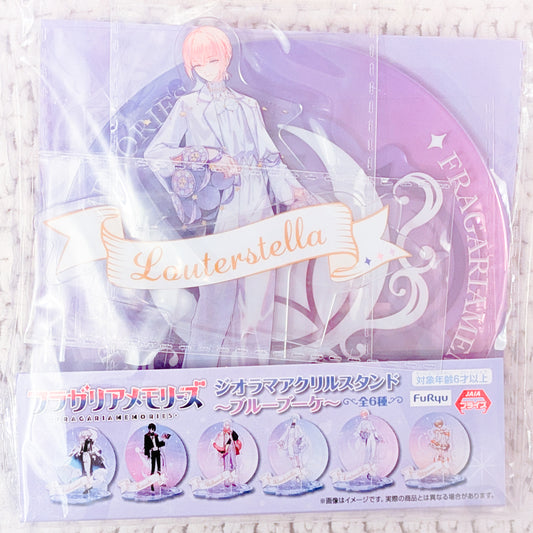 MORIES
FRAGARIAMEM
Louterstella
フラガリアメモリーズ
FRAGARIAMEMORIES
ジオラマアクリルスタンド
〜ブルーブーケ〜全6種
対象年齢6才以上
FuRyu
JAIA
※画像はイメージです。実際の商品とは異なる場合があります。